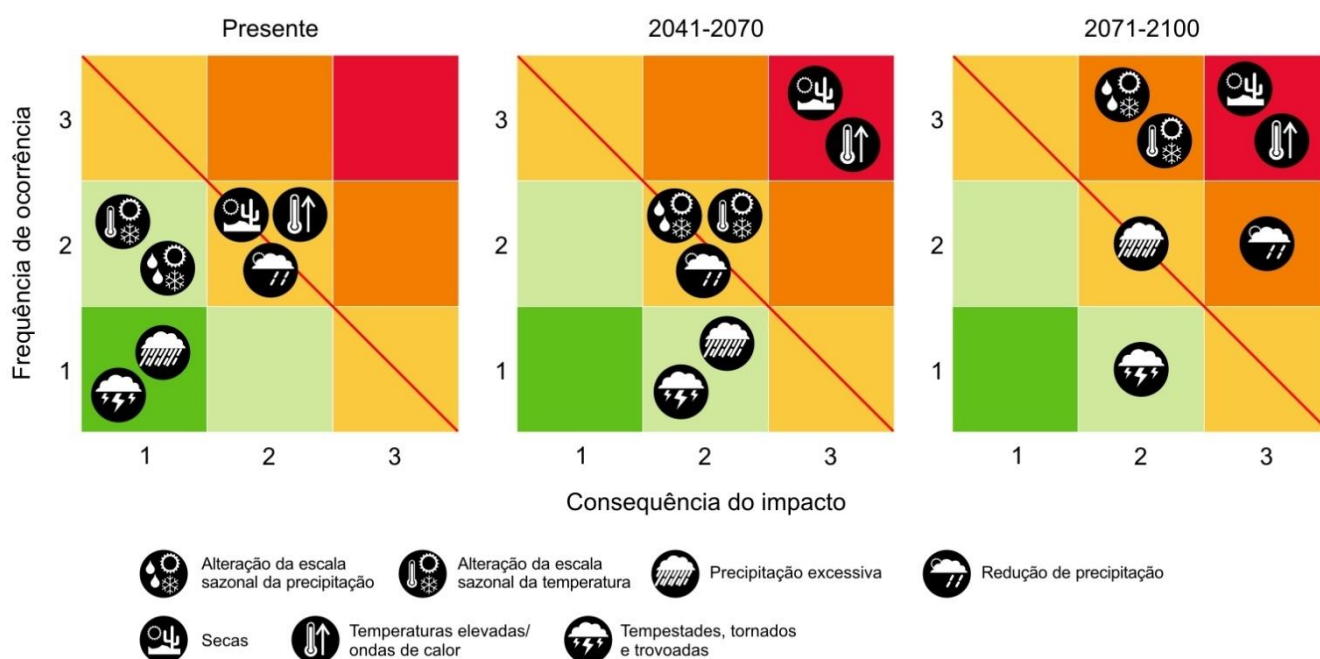 Presente
2041-2070
2071-2100
Frequência de ocorrência
3
3
3
2
2
2
1
1
1
1 2 3
1 2 3
1 2 3
Consequência do impacto
Alteração da escala
sazonal da precipitação
Alteração da escala
sazonal da temperatura
Precipitação excessiva
Redução de precipitação
Secas
Temperaturas elevadas/
ondas de calor
Tempestades, tornados
e trovoadas